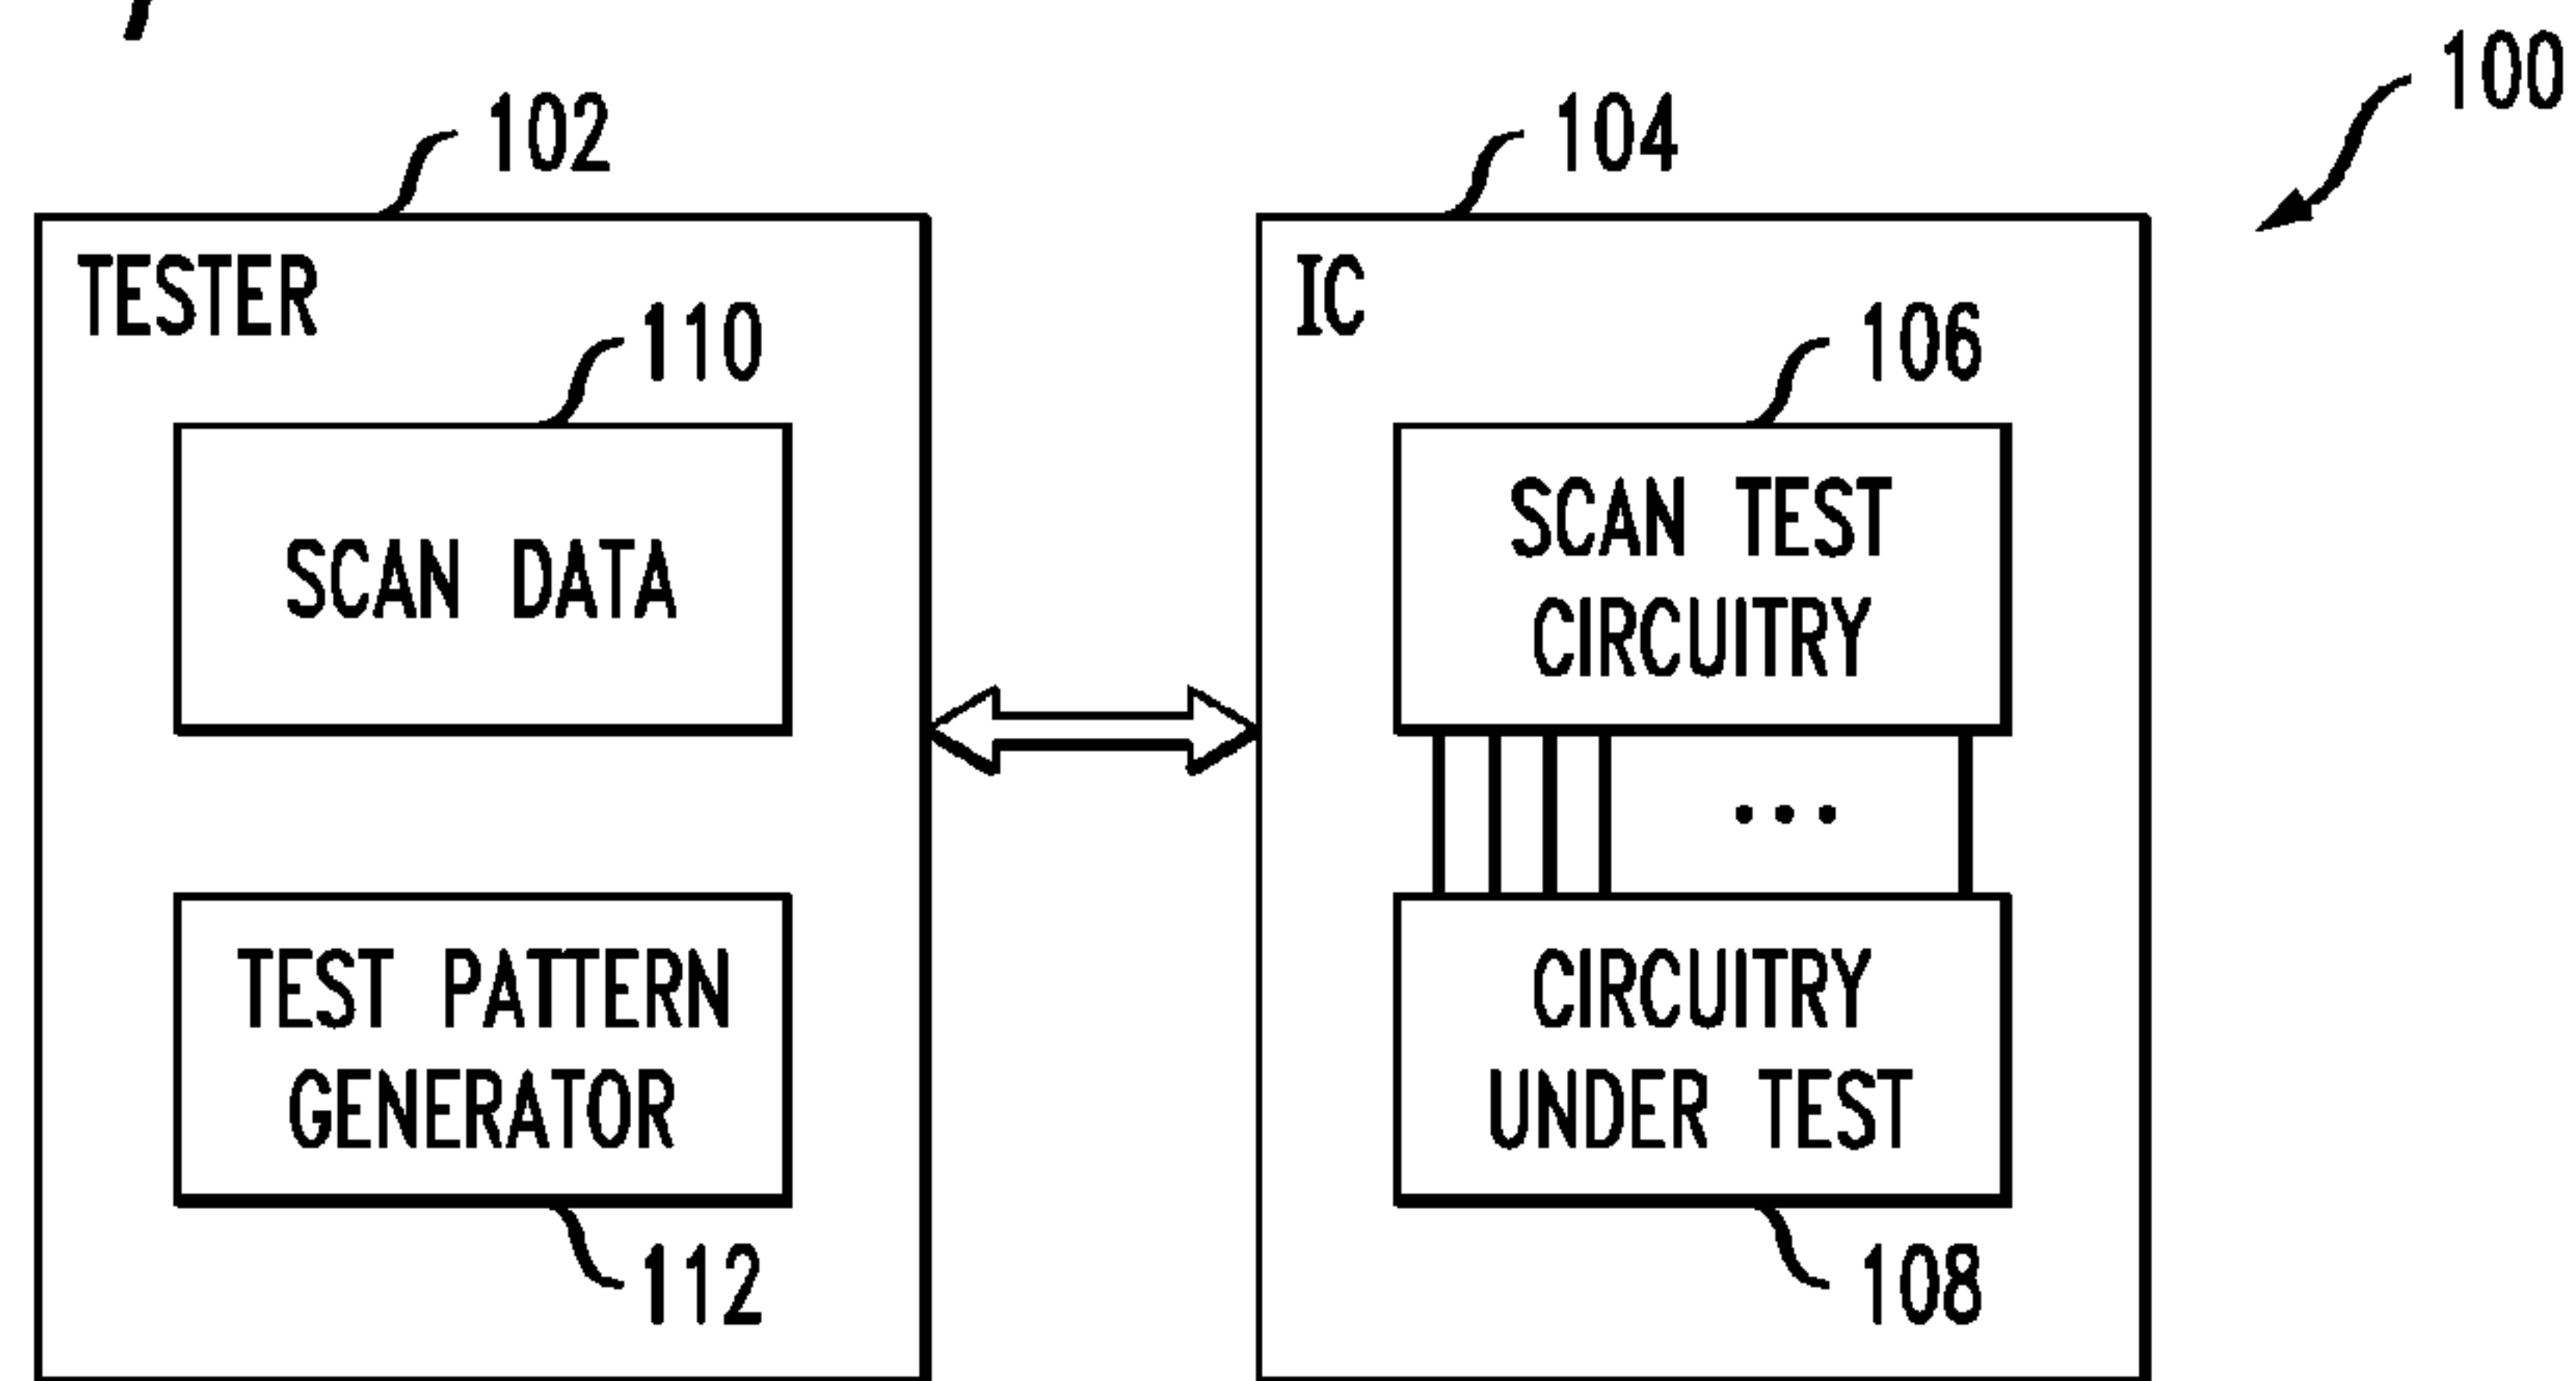 100
102
104
TESTER
IC
110
106
SCAN DATA
SCAN TEST
CIRCUITRY
TEST PATTERN
GENERATOR
CIRCUITRY
UNDER TEST
112
108